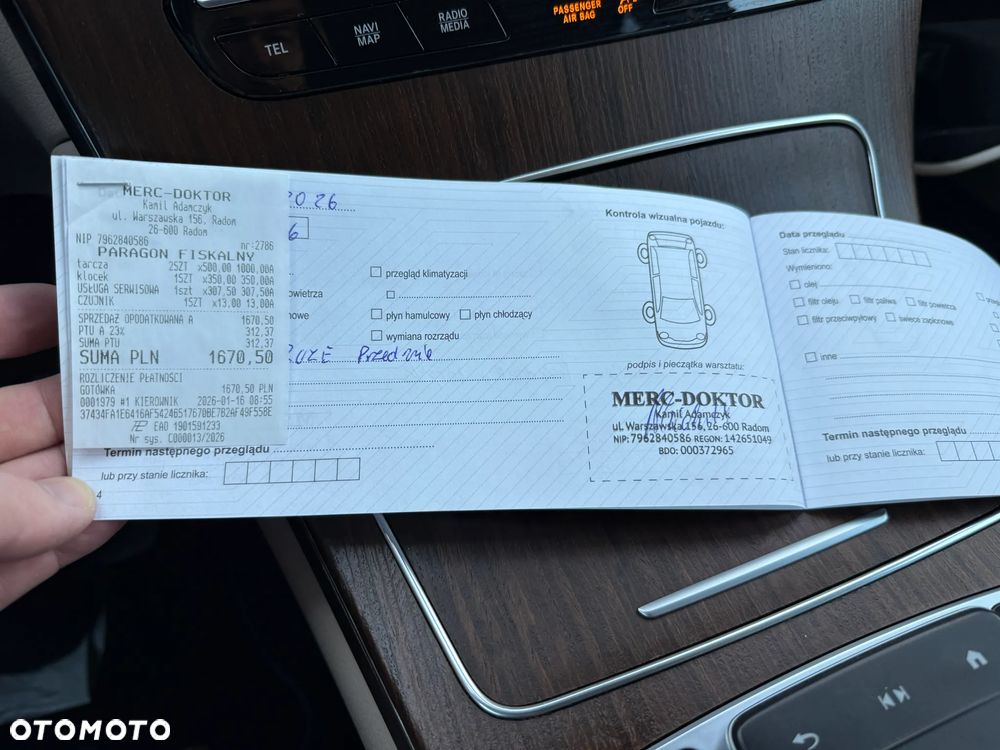 TEL
NAVI
MAP
RADIO
MEDIA
PASSENGER
AIR BAG
OFF
MERC-DOKTOR
Kamil Adamczyk
ul. Warszawska 156, Radom
26-600 Radom
NIP 7962840586 nr:2786
PARAGON FISKALNY
tarcza 2SZT x500,00 1000,00A
klocek 1SZT x350,00 350,00A
USŁUGA SERWISOWA 1szt x307,50 307,50A
CZUJNIK 1SZT x13,00 13,00A
SPRZEDAŻ OPODATKOWANA A 1670,50
PTU A 23% 312,37
SUMA PTU 312,37
SUMA PLN 1670,50
ROZLICZENIE PŁATNOŚCI
GOTÓWKA 1670,50 PLN
0001979 #1 KIEROWNIK 2026-01-16 08:55
37434FA1E6416AF54246517670BE7B2AF49F558E
EAO 1901591233
Nr sys. C000013/2026
2026
6
przegląd klimatyzacji
owietrza
nowe
płyn hamulcowy
płyn chłodzący
wymiana rozrządu
Przednie
Termin następnego przeglądu
lub przy stanie licznika:
4
Kontrola wizualna pojazdu:
podpis i pieczątka warsztatu:
MERC-DOKTOR
Kamil Adamczyk
ul. Warszawska 156, 26-600 Radom
NIP: 7962840586 REGON: 142651049
BDO: 000372965
Data przeglądu
Stan licznika:
Wymieniono:
olej
filtr oleju
filtr paliwa
filtr powietrza
filtr przeciwpyłowy
świece zapłonowe
inne
Termin następnego przeglądu
lub przy stanie licznika:
OTOMOTO